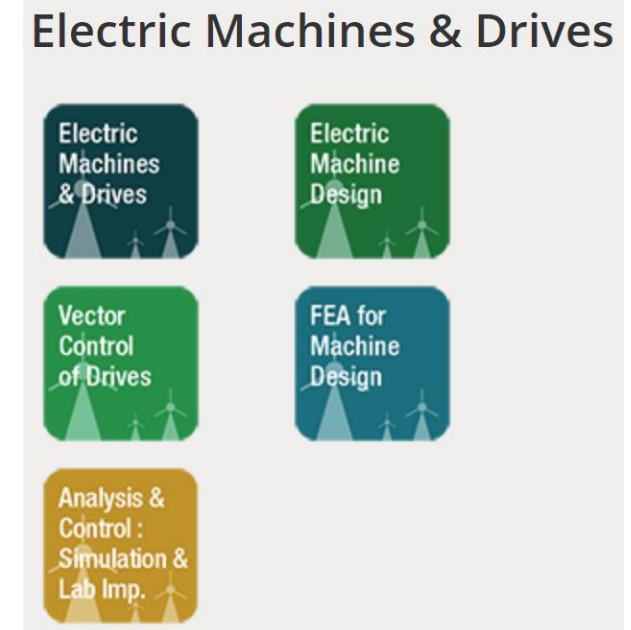 Electric Machines & Drives
Electric
Machines
& Drives
Electric
Machine
Design
Vector
Control
of Drives
FEA for
Machine
Design
Analysis &
Control :
Simulation &
Lab Imp.